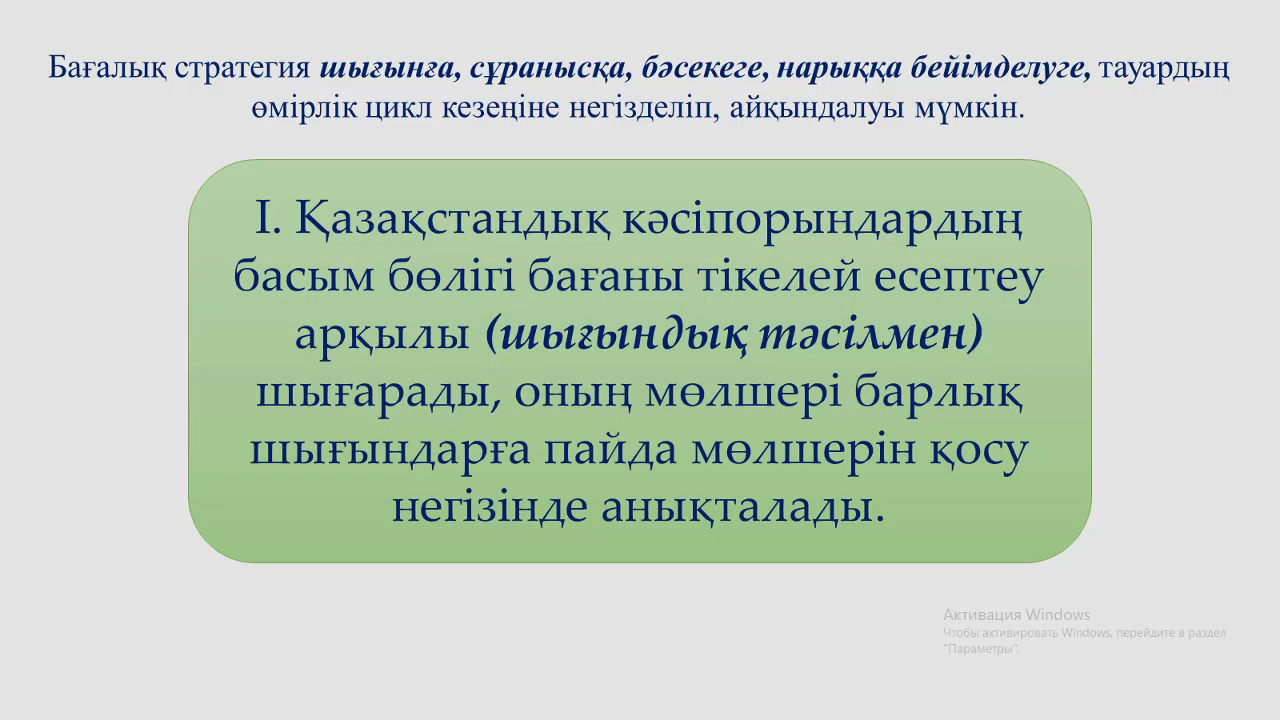 Бағалық стратегия шығынға, сұранысқа, бәсекеге, нарыққа бейімделуге, тауардың
өмірлік цикл кезеңіне негізделіп, айқындалуы мүмкін.
І. Қазақстандық кәсіпорындардың
басым бөлігі бағаны тікелей есептеу
арқылы (шығындық тәсілмен)
шығарады, оның мөлшері барлық
шығындарға пайда мөлшерін қосу
негізінде анықталады.
Активация Windows
Чтобы активировать Windows, перейдите в раздел
"Параметры".